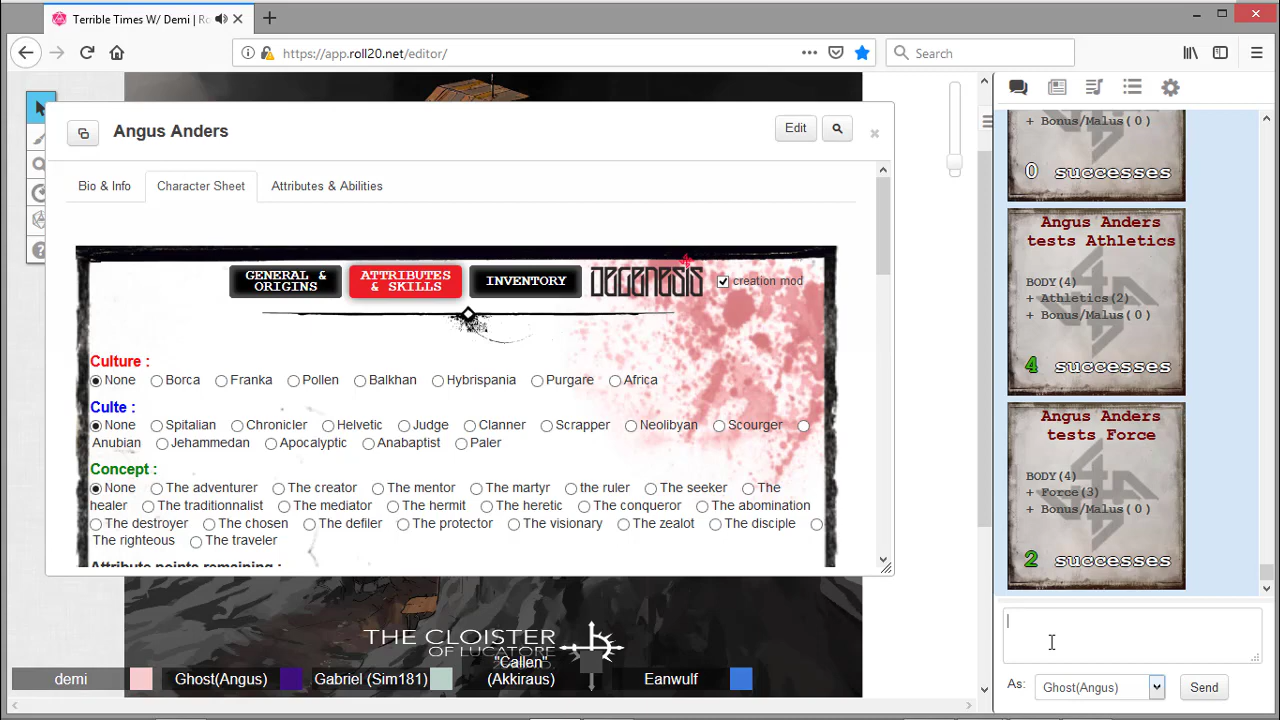 Terrible Times W/ Demi | Ro
https://app.roll20.net/editor/
Search
Angus Anders
Edit
Bio & Info
Character Sheet
Attributes & Abilities
GENERAL &
ORIGINS
ATTRIBUTES
& SKILLS
INVENTORY
DEGENESIS
creation mod
Culture :
None Borca Franka Pollen Balkhan Hybrispania Purgare Africa
Culte :
None Spitalian Chronicler Helvetic Judge Clanner Scrapper Neolibyan Scourger
Anubian Jehammedan Apocalyptic Anabaptist Paler
Concept :
None The adventurer The creator The mentor The martyr the ruler The seeker The
healer The traditionnalist The mediator The hermit The heretic The conqueror The abomination
The destroyer The chosen The defiler The protector The visionary The zealot The disciple
The righteous The traveler
Attribute points remaining :
THE CLOISTER
OF LUCATORE
demi
Ghost(Angus)
Gabriel (Sim181)
"Callen"
(Akkiraus)
Eanwulf
+ Bonus/Malus( 0 )
0 successes
Angus Anders
tests Athletics
BODY(4)
+ Athletics(2)
+ Bonus/Malus( 0 )
4 successes
Angus Anders
tests Force
BODY(4)
+ Force(3)
+ Bonus/Malus( 0 )
2 successes
As:
Ghost(Angus)
Send